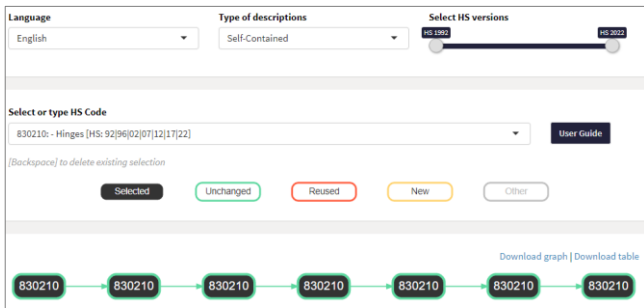 Language
Type of descriptions
Select HS versions
English
Self-Contained
HS 1992
HS 2022
Select or type HS Code
830210: - Hinges [HS: 92|96|02|07|12|17|22]
User Guide
[Backspace] to delete existing selection
Selected
Unchanged
Reused
New
Other
Download graph | Download table
830210
830210
830210
830210
830210
830210
830210